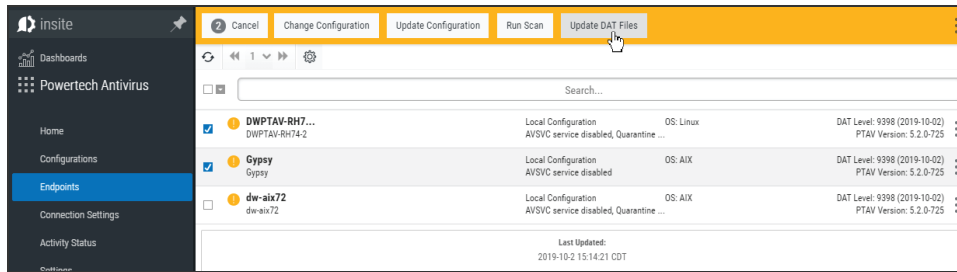 insite
2 Cancel Change Configuration Update Configuration Run Scan Update DAT Files
Dashboards
1
Powertech Antivirus
Search...
Home
DWPTAV-RH7... Local Configuration OS: Linux DAT Level: 9398 (2019-10-02)
DWPTAV-RH74-2 AVSVC service disabled, Quarantine ... PTAV Version: 5.2.0-725
Configurations
Gypsy Local Configuration OS: AIX DAT Level: 9398 (2019-10-02)
Gypsy AVSVC service disabled PTAV Version: 5.2.0-725
Endpoints
dw-aix72 Local Configuration OS: AIX DAT Level: 9398 (2019-10-02)
dw-aix72 AVSVC service disabled, Quarantine ... PTAV Version: 5.2.0-725
Connection Settings
Activity Status
Last Updated:
2019-10-2 15:14:21 CDT
Settings